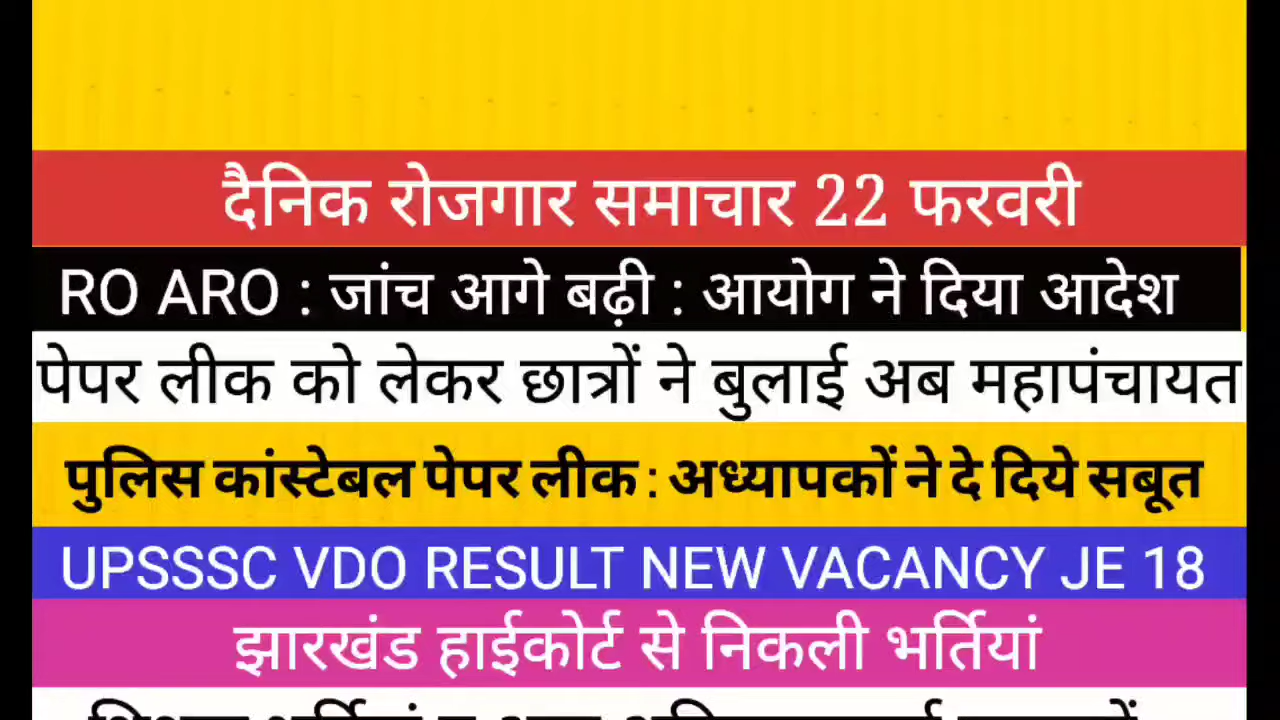 दैनिक रोजगार समाचार 22 फरवरी
RO ARO : जांच आगे बढ़ी : आयोग ने दिया आदेश
पेपर लीक को लेकर छात्रों ने बुलाई अब महापंचायत
पुलिस कांस्टेबल पेपर लीक : अध्यापकों ने दे दिये सबूत
UPSSSC VDO RESULT NEW VACANCY JE 18
झारखंड हाईकोर्ट से निकली भर्तियां